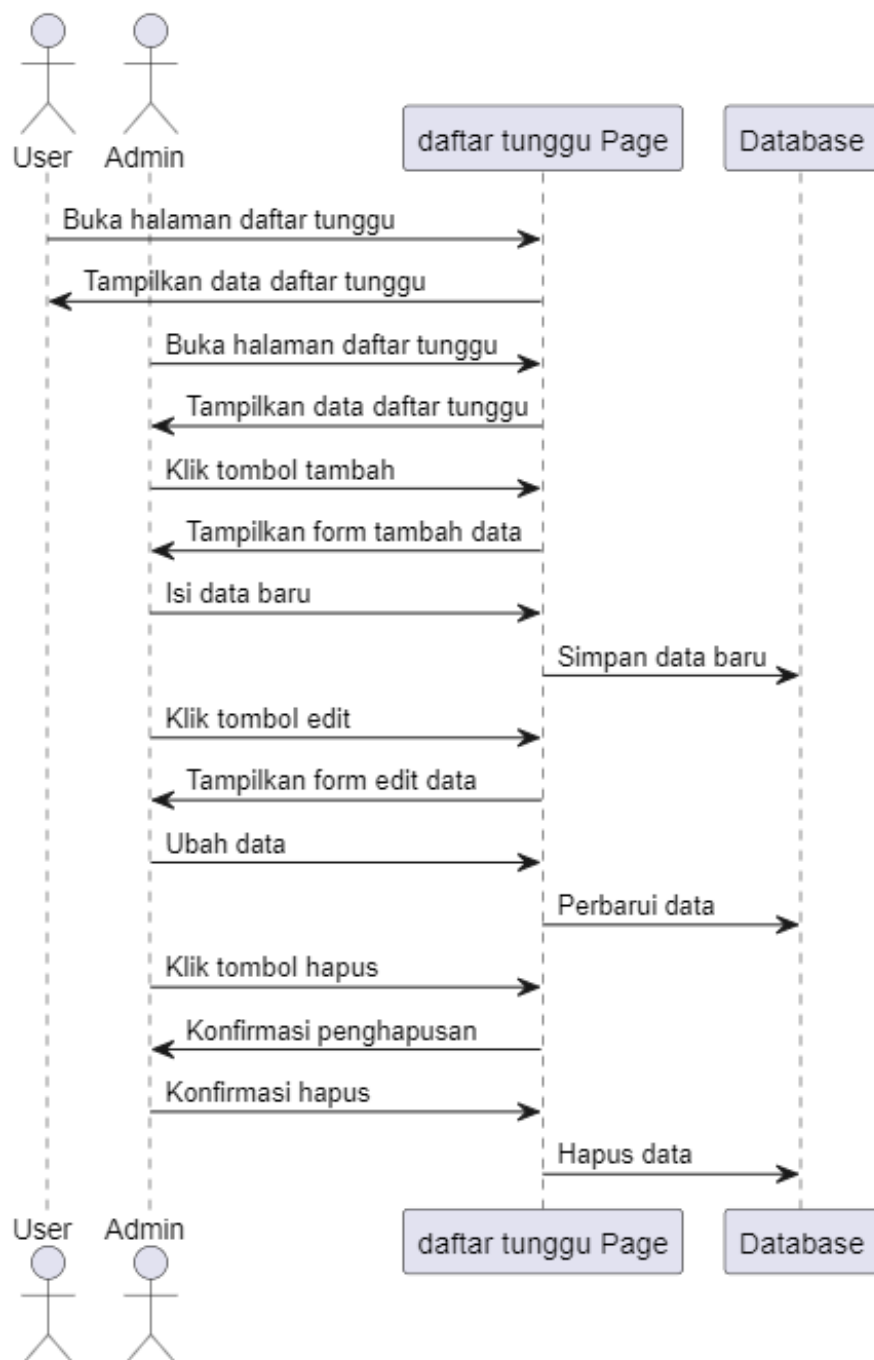 User Admin daftar tunggu Page Database
Buka halaman daftar tunggu
Tampilkan data daftar tunggu
Buka halaman daftar tunggu
Tampilkan data daftar tunggu
Klik tombol tambah
Tampilkan form tambah data
Isi data baru
Simpan data baru
Klik tombol edit
Tampilkan form edit data
Ubah data
Perbarui data
Klik tombol hapus
Konfirmasi penghapusan
Konfirmasi hapus
Hapus data
User Admin daftar tunggu Page Database